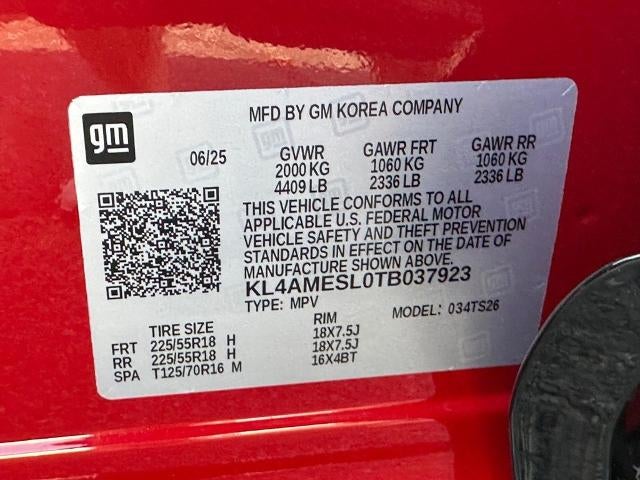 gm
MFD BY GM KOREA COMPANY
06/25 GVWR GAWR FRT GAWR RR
2000 KG 1060 KG 1060 KG
4409 LB 2336 LB 2336 LB
THIS VEHICLE CONFORMS TO ALL
APPLICABLE U.S. FEDERAL MOTOR
VEHICLE SAFETY AND THEFT PREVENTION
STANDARDS IN EFFECT ON THE DATE OF
MANUFACTURE SHOWN ABOVE.
KL4AMESL0TB037923
TYPE: MPV MODEL: 034TS26
TIRE SIZE RIM
FRT 225/55R18 H 18X7.5J
RR 225/55R18 H 18X7.5J
SPA T125/70R16 M 16X4BT